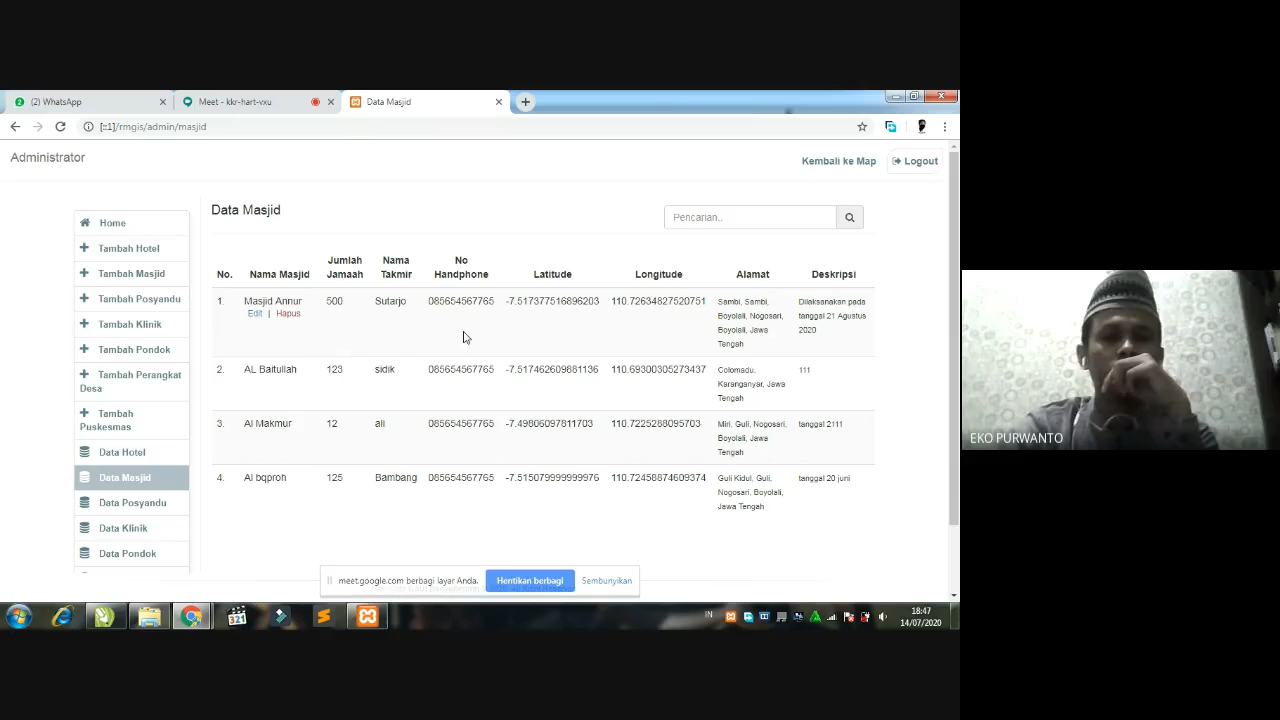 (2) WhatsApp
Meet - kkr-hart-vxu
Data Masjid
[::1]/rmgis/admin/masjid
Administrator
Kembali ke Map
Logout
Home
Tambah Hotel
Tambah Masjid
Tambah Posyandu
Tambah Klinik
Tambah Pondok
Tambah Perangkat
Desa
Tambah
Puskesmas
Data Hotel
Data Masjid
Data Posyandu
Data Klinik
Data Pondok
Data Masjid
Pencarian..
No. Nama Masjid Jumlah Jamaah Nama Takmir No Handphone Latitude Longitude Alamat Deskripsi
1. Masjid Annur 500 Sutarjo 085654567765 -7.517377516896203 110.72634827520751 Sambi, Sambi, Dilaksanakan pada
Edit | Hapus Boyolali, Nogosari, tanggal 21 Agustus
Boyolali, Jawa 2020
Tengah
2. AL Baitullah 123 sidik 085654567765 -7.517462609881136 110.69300305273437 Colomadu, 111
Karanganyar, Jawa
Tengah
3. Al Makmur 12 ali 085654567765 -7.49806097811703 110.7225288095703 Miri, Guli, Nogosari, tanggal 2111
Boyolali, Jawa
Tengah
4. Al bqproh 125 Bambang 085654567765 -7.515079999999976 110.72458874609374 Guli Kidul, Guli, tanggal 20 juni
Nogosari, Boyolali,
Jawa Tengah
meet.google.com berbagi layar Anda. Hentikan berbagi Sembunyikan
321
IN
18:47
14/07/2020
EKO PURWANTO